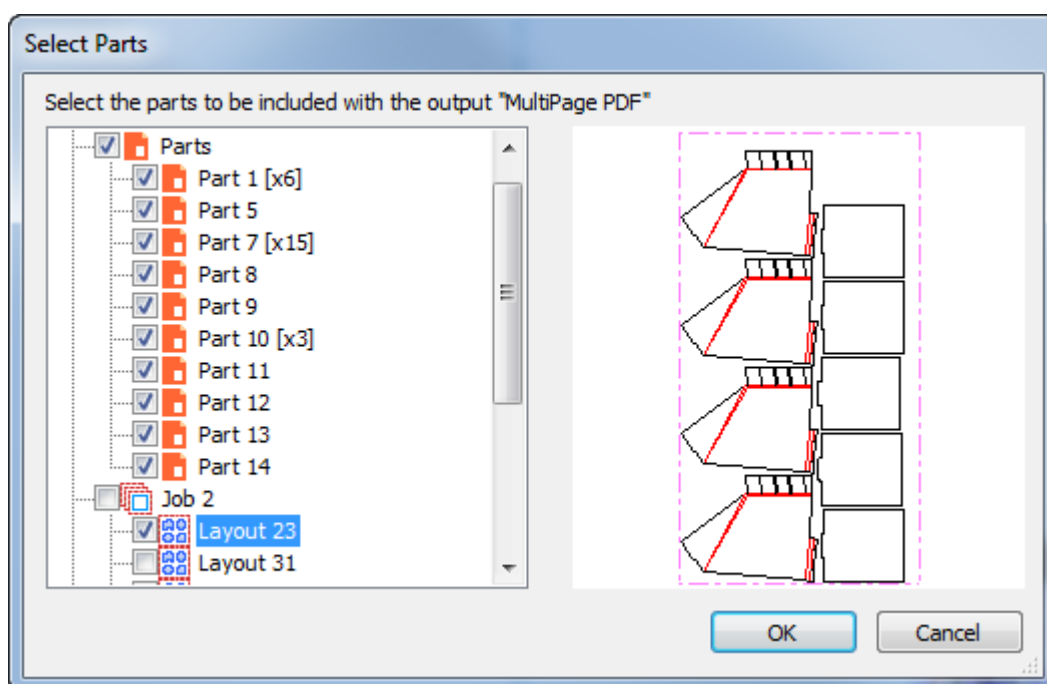 Select Parts
Select the parts to be included with the output "MultiPage PDF"
Parts
Part 1 [x6]
Part 5
Part 7 [x15]
Part 8
Part 9
Part 10 [x3]
Part 11
Part 12
Part 13
Part 14
Job 2
Layout 23
Layout 31
OK
Cancel